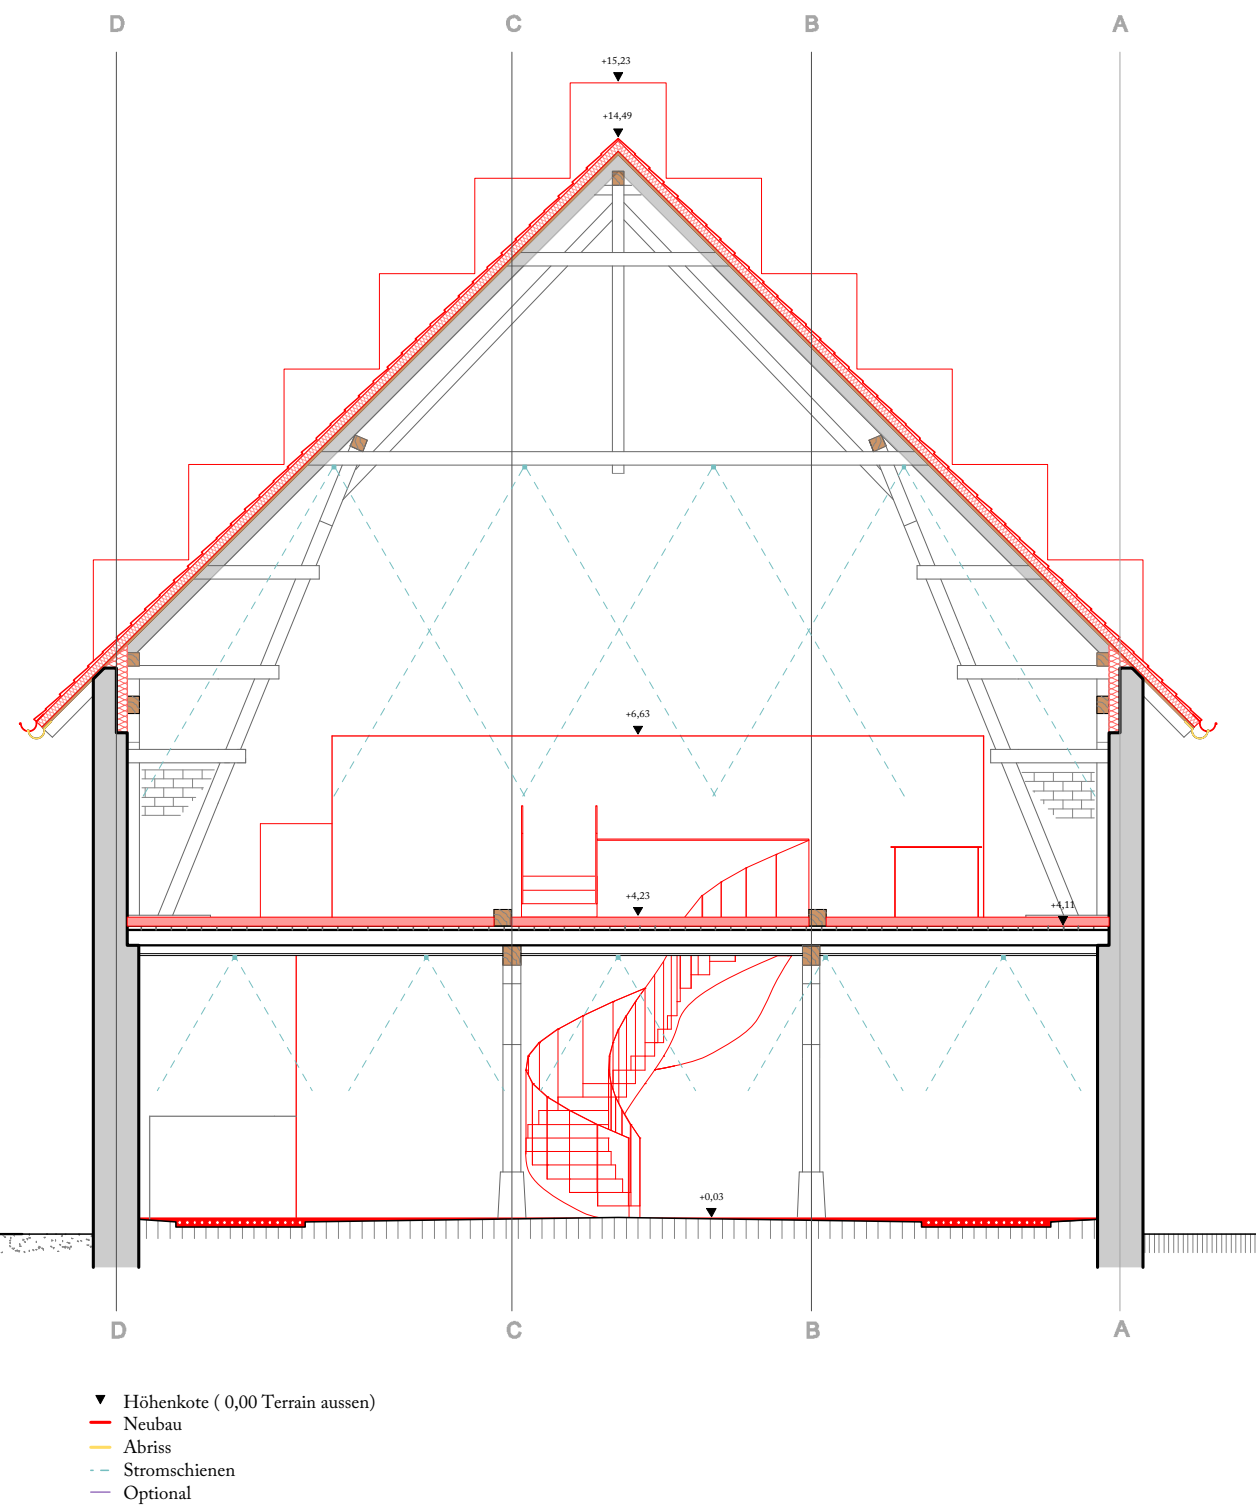 D C B A
+15,23
+14,49
+6,63
+4,23
+4,11
+0,03
D C B A
Höhenkote ( 0,00 Terrain aussen)
Neubau
Abriss
Stromschienen
Optional